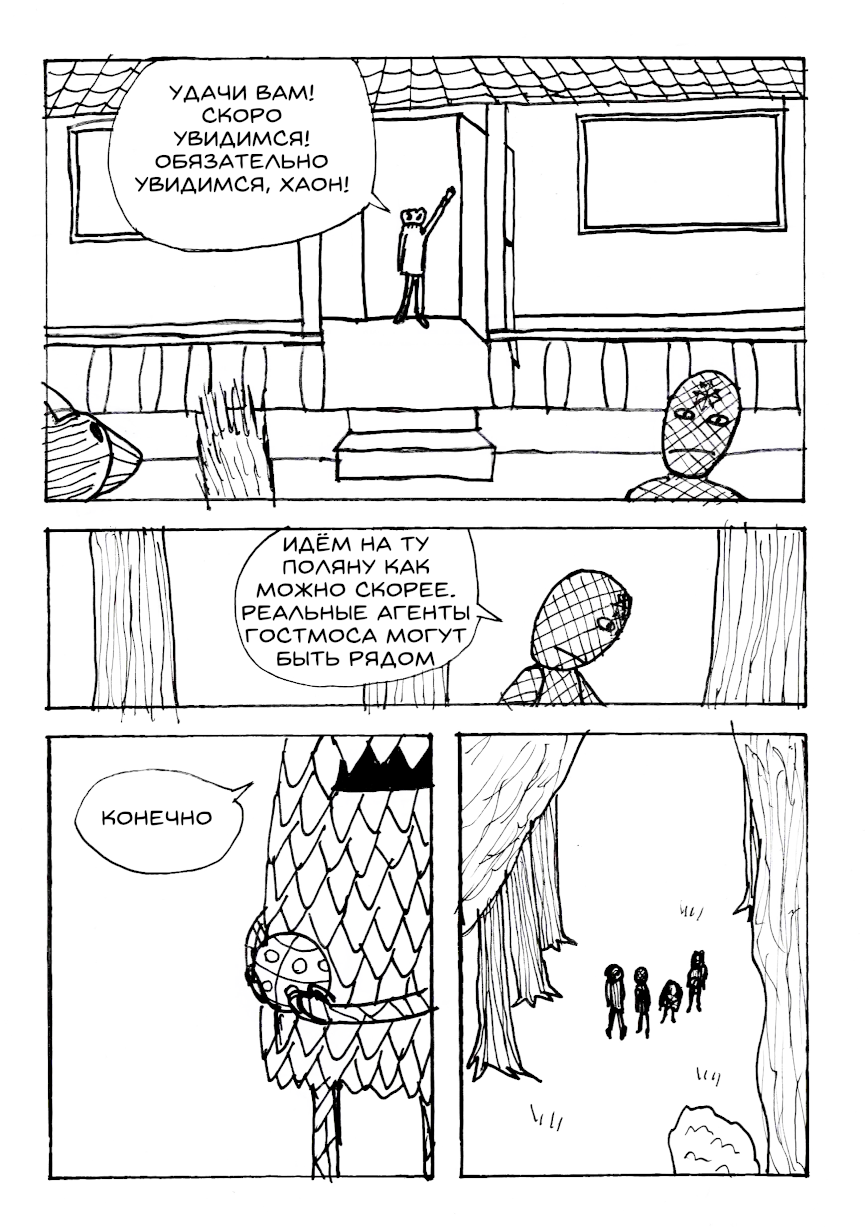 УДАЧИ ВАМ!
СКОРО
УВИДИМСЯ!
ОБЯЗАТЕЛЬНО
УВИДИМСЯ, ХАОН!
ИДЁМ НА ТУ
ПОЛЯНУ КАК
МОЖНО СКОРЕЕ.
РЕАЛЬНЫЕ АГЕНТЫ
ГОСТМОСА МОГУТ
БЫТЬ РЯДОМ
КОНЕЧНО